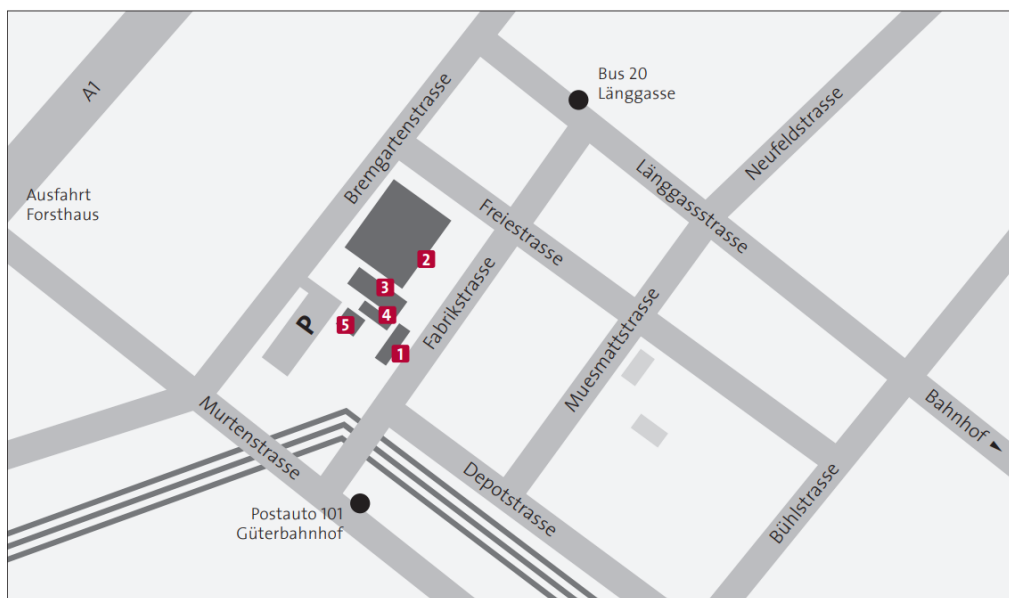 A1
Bremgartenstrasse
Bus 20
Länggasse
Neufeldstrasse
Ausfahrt
Forsthaus
Länggassstrasse
Freiestrasse
2
3
4
5
1
P
Fabrikstrasse
Muesmattstrasse
Bahnhof
Murtenstrasse
Depotstrasse
Bühlstrasse
Postauto 101
Güterbahnhof